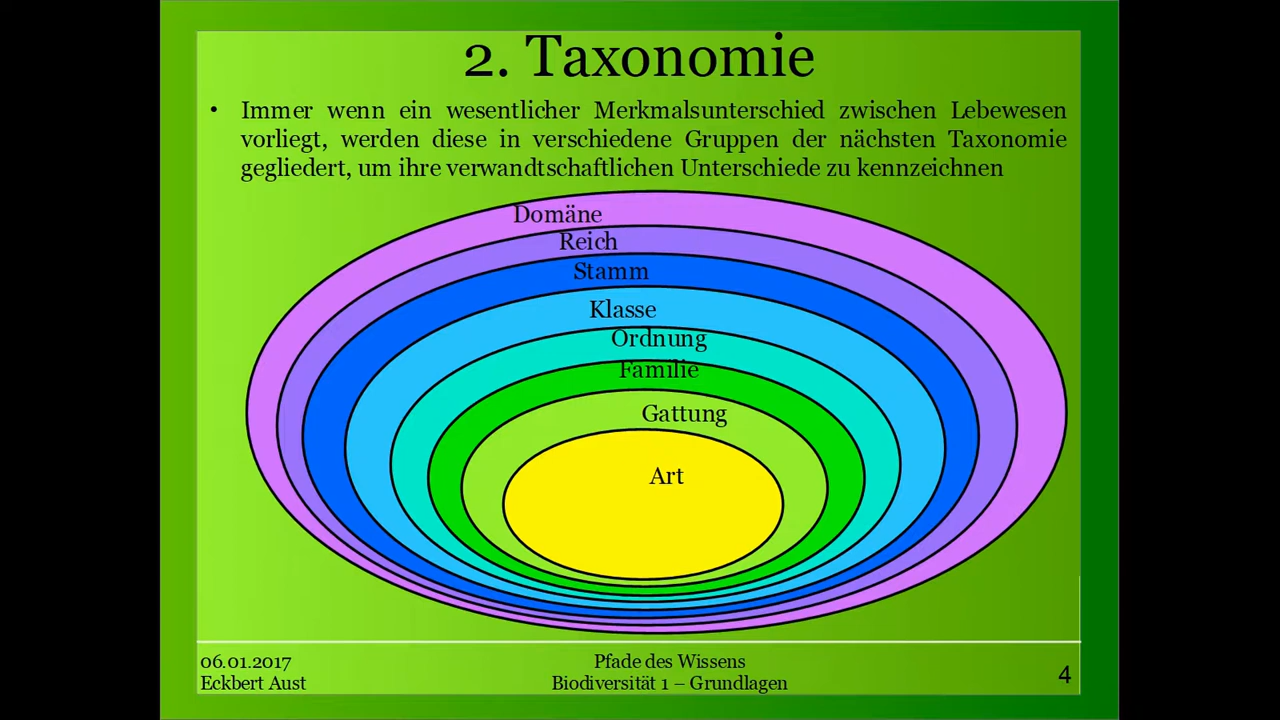 2. Taxonomie
• Immer wenn ein wesentlicher Merkmalsunterschied zwischen Lebewesen
vorliegt, werden diese in verschiedene Gruppen der nächsten Taxonomie
gegliedert, um ihre verwandtschaftlichen Unterschiede zu kennzeichnen
Domäne
Reich
Stamm
Klasse
Ordnung
Familie
Gattung
Art
06.01.2017
Eckbert Aust
Pfade des Wissens
Biodiversität 1 – Grundlagen
4